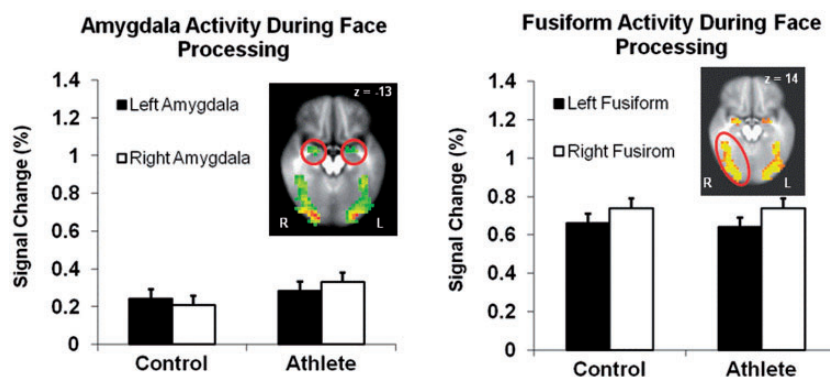 Amygdala Activity During Face
Processing
1.4
1.2
1
0.8
0.6
0.4
0.2
0
Signal Change (%)
Left Amygdala
Right Amygdala
z = -13
R
L
Control
Athlete
Fusiform Activity During Face
Processing
1.4
1.2
1
0.8
0.6
0.4
0.2
0
Signal Change (%)
Left Fusiform
Right Fusirom
z = 14
R
L
Control
Athlete